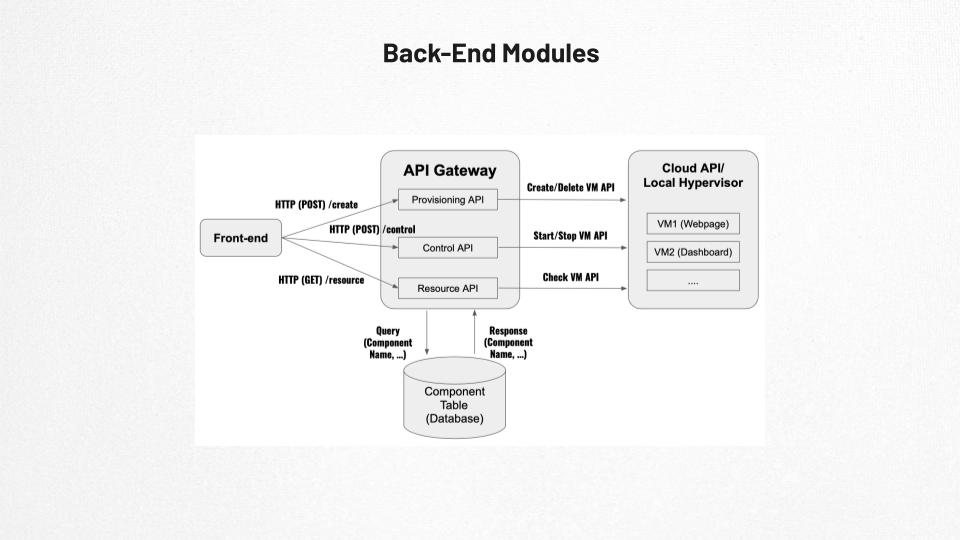 Back-End Modules
API Gateway
Cloud API/
Local Hypervisor
Create/Delete VM API
Provisioning API
HTTP (POST) /create
VM1 (Webpage)
HTTP (POST) /control
Front-end
Start/Stop VM API
Control API
VM2 (Dashboard)
HTTP (GET) /resource
Check VM API
....
Resource API
Query
(Component
Name, ...)
Response
(Component
Name, ...)
Component
Table
(Database)